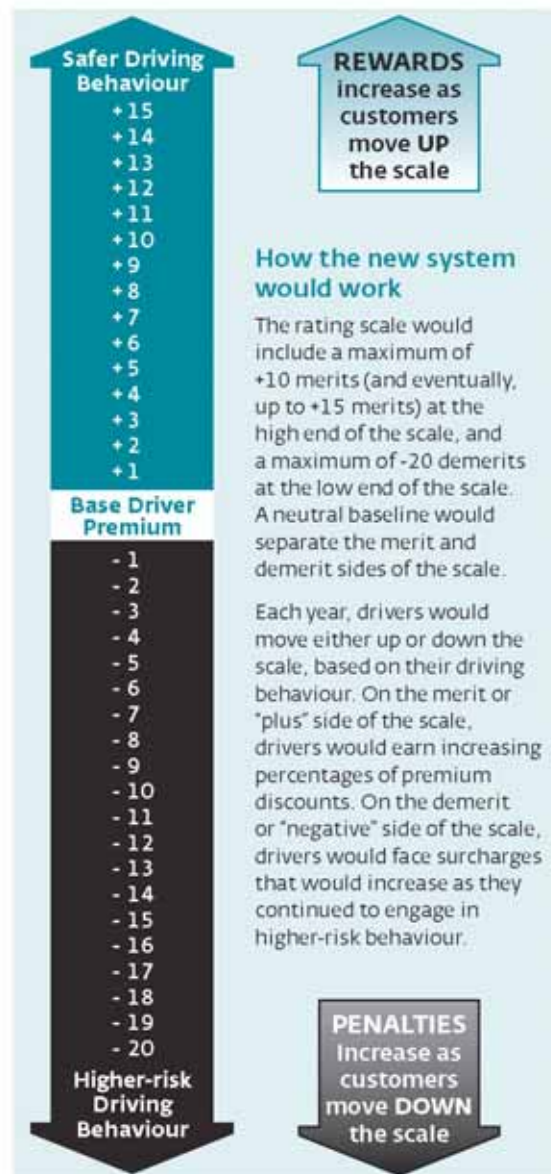 Safer Driving
Behaviour
+15
+14
+13
+12
+11
+10
+9
+8
+7
+6
+5
+4
+3
+2
+1
Base Driver
Premium
- 1
- 2
- 3
- 4
- 5
- 6
- 7
- 8
- 9
- 10
- 11
- 12
- 13
- 14
- 15
- 16
- 17
- 18
- 19
- 20
Higher-risk
Driving
Behaviour
REWARDS
increase as
customers
move UP
the scale
How the new system
would work
The rating scale would
include a maximum of
+10 merits (and eventually,
up to +15 merits) at the
high end of the scale, and
a maximum of -20 demerits
at the low end of the scale.
A neutral baseline would
separate the merit and
demerit sides of the scale.
Each year, drivers would
move either up or down the
scale, based on their driving
behaviour. On the merit or
"plus" side of the scale,
drivers would earn increasing
percentages of premium
discounts. On the demerit
or "negative" side of the scale,
drivers would face surcharges
that would increase as they
continued to engage in
higher-risk behaviour.
PENALTIES
Increase as
customers
move DOWN
the scale